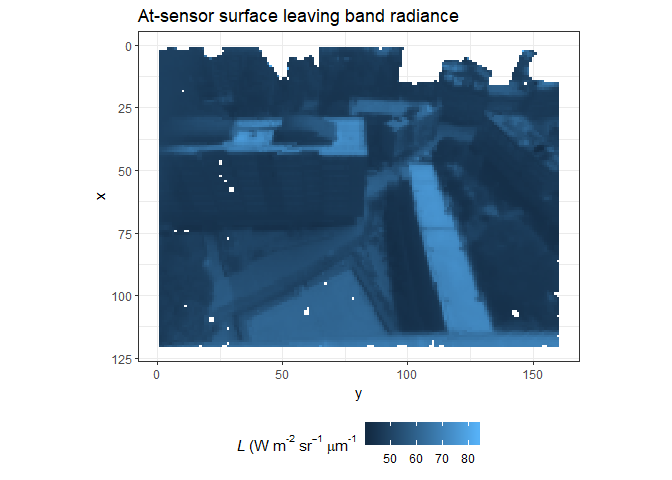 At-sensor surface leaving band radiance
0
25
50
75
100
125
x
0 50 100 150
y
L (W m⁻² sr⁻¹ μm⁻¹
50 60 70 80